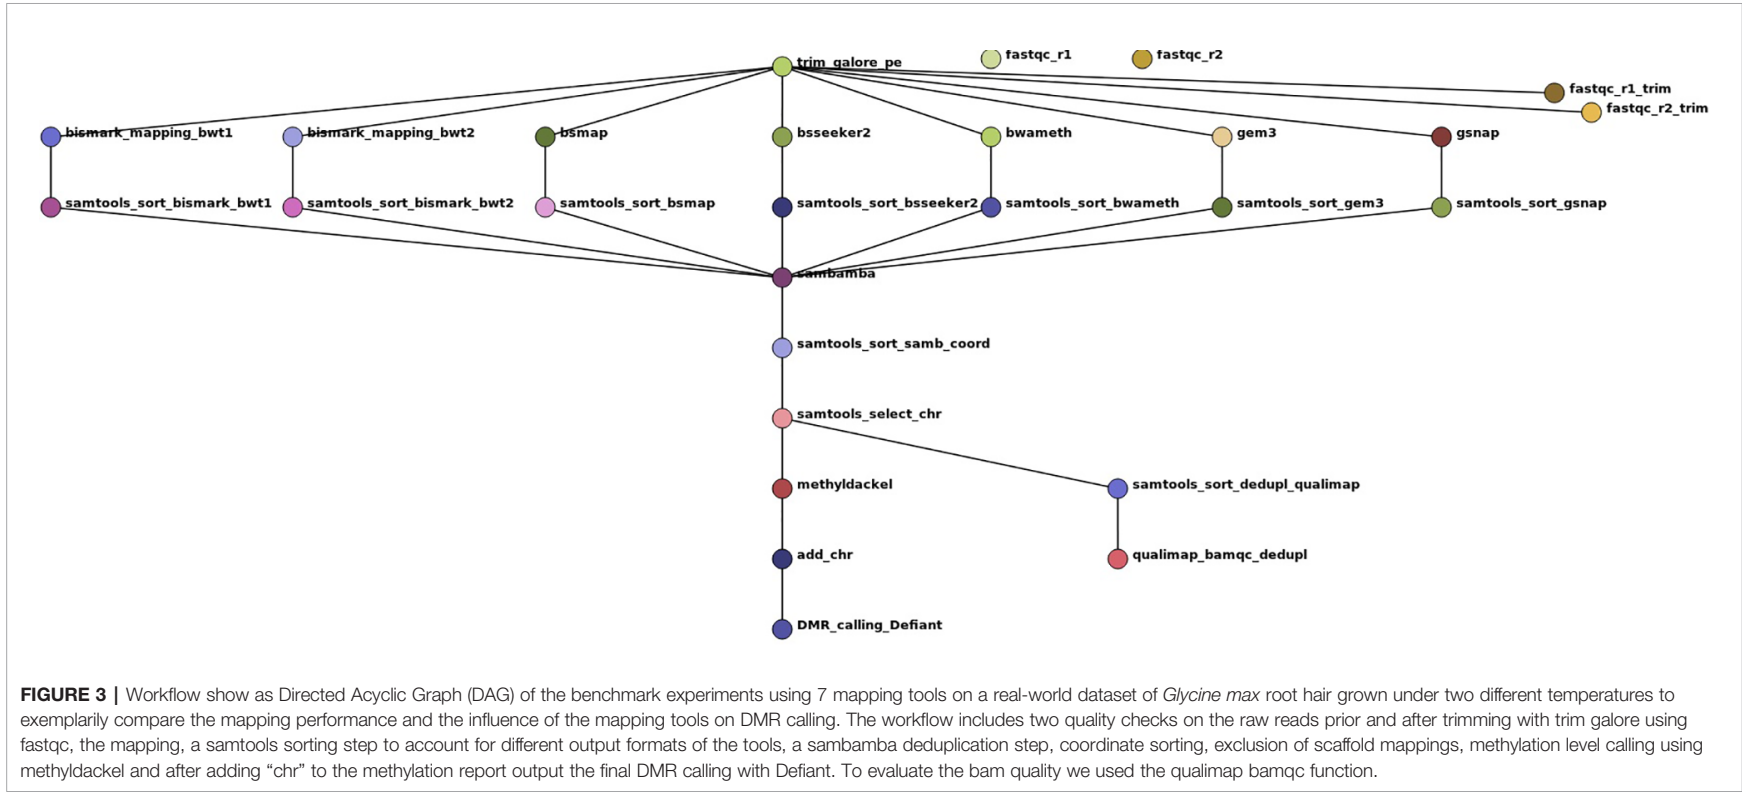 trim_galore_pe
fastqc_r1
fastqc_r2
fastqc_r1_trim
fastqc_r2_trim
bismark_mapping_bwt1
bismark_mapping_bwt2
bsmap
bsseeker2
bwameth
gem3
gsnap
samtools_sort_bismark_bwt1
samtools_sort_bismark_bwt2
samtools_sort_bsmap
samtools_sort_bsseeker2
samtools_sort_bwameth
samtools_sort_gem3
samtools_sort_gsnap
sambamba
samtools_sort_samb_coord
samtools_select_chr
methyldackel
samtools_sort_dedupl_qualimap
add_chr
qualimap_bamqc_dedupl
DMR_calling_Defiant
FIGURE 3 | Workflow show as Directed Acyclic Graph (DAG) of the benchmark experiments using 7 mapping tools on a real-world dataset of Glycine max root hair grown under two different temperatures to
exemplarily compare the mapping performance and the influence of the mapping tools on DMR calling. The workflow includes two quality checks on the raw reads prior and after trimming with trim galore using
fastqc, the mapping, a samtools sorting step to account for different output formats of the tools, a sambamba deduplication step, coordinate sorting, exclusion of scaffold mappings, methylation level calling using
methyldackel and after adding “chr” to the methylation report output the final DMR calling with Defiant. To evaluate the bam quality we used the qualimap bamqc function.